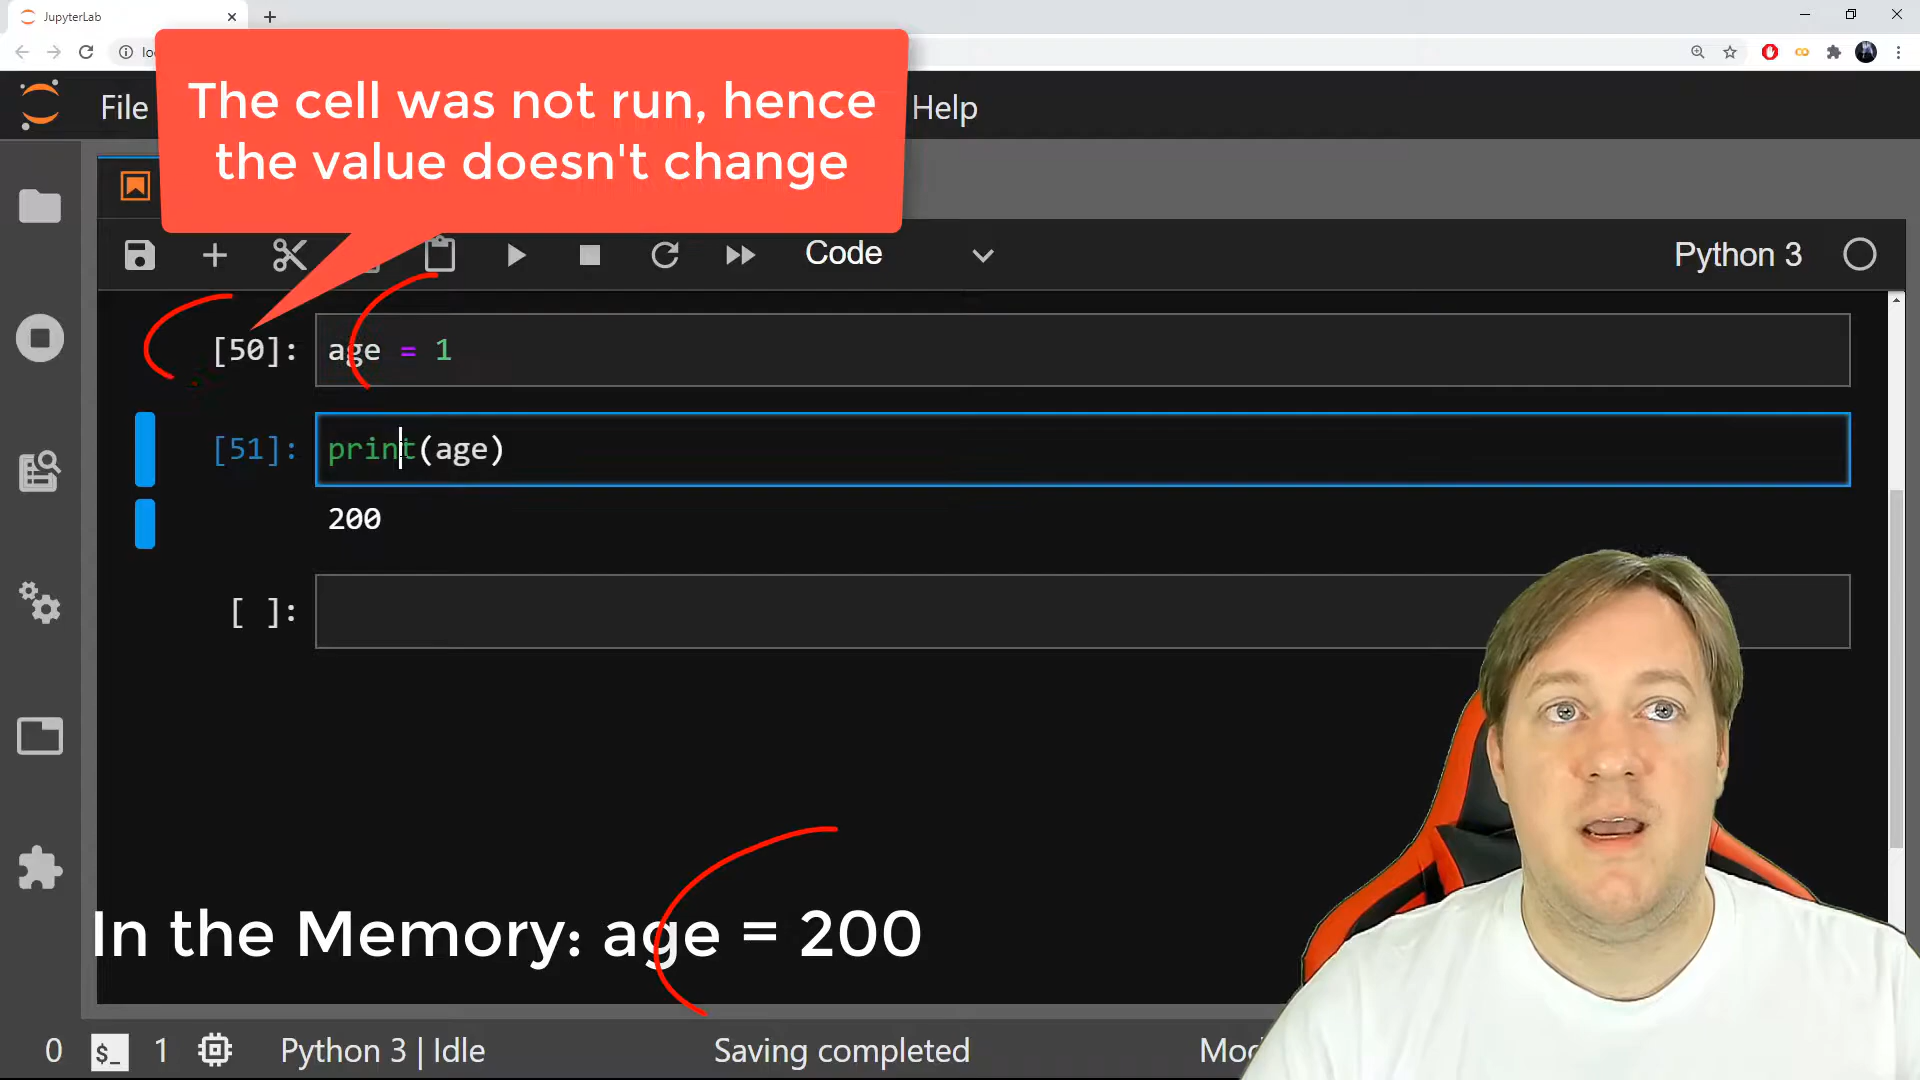 JupyterLab
The cell was not run, hence
the value doesn't change
File
Help
Code
Python 3
[50]: age = 1
[51]: print(age)
200
[ ]:
In the Memory: age = 200
0
$_
1
Python 3 | Idle
Saving completed